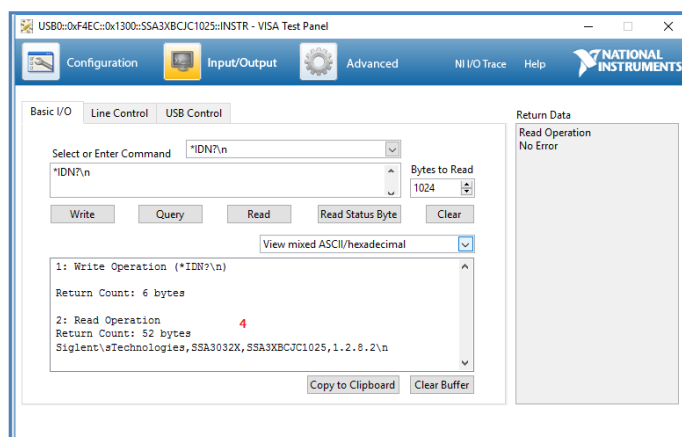 USB0::0xF4EC::0x1300::SSA3XBCJC1025::INSTR - VISA Test Panel
Configuration Input/Output Advanced NI I/O Trace Help NATIONAL INSTRUMENTS
Basic I/O Line Control USB Control
Return Data
Read Operation
No Error
Select or Enter Command *IDN?\n
*IDN?\n
Bytes to Read
1024
Write Query Read Read Status Byte Clear
View mixed ASCII/hexadecimal
1: Write Operation (*IDN?\n)
Return Count: 6 bytes
2: Read Operation 4
Return Count: 52 bytes
Siglent\sTechnologies,SSA3032X,SSA3XBCJC1025,1.2.8.2\n
Copy to Clipboard Clear Buffer